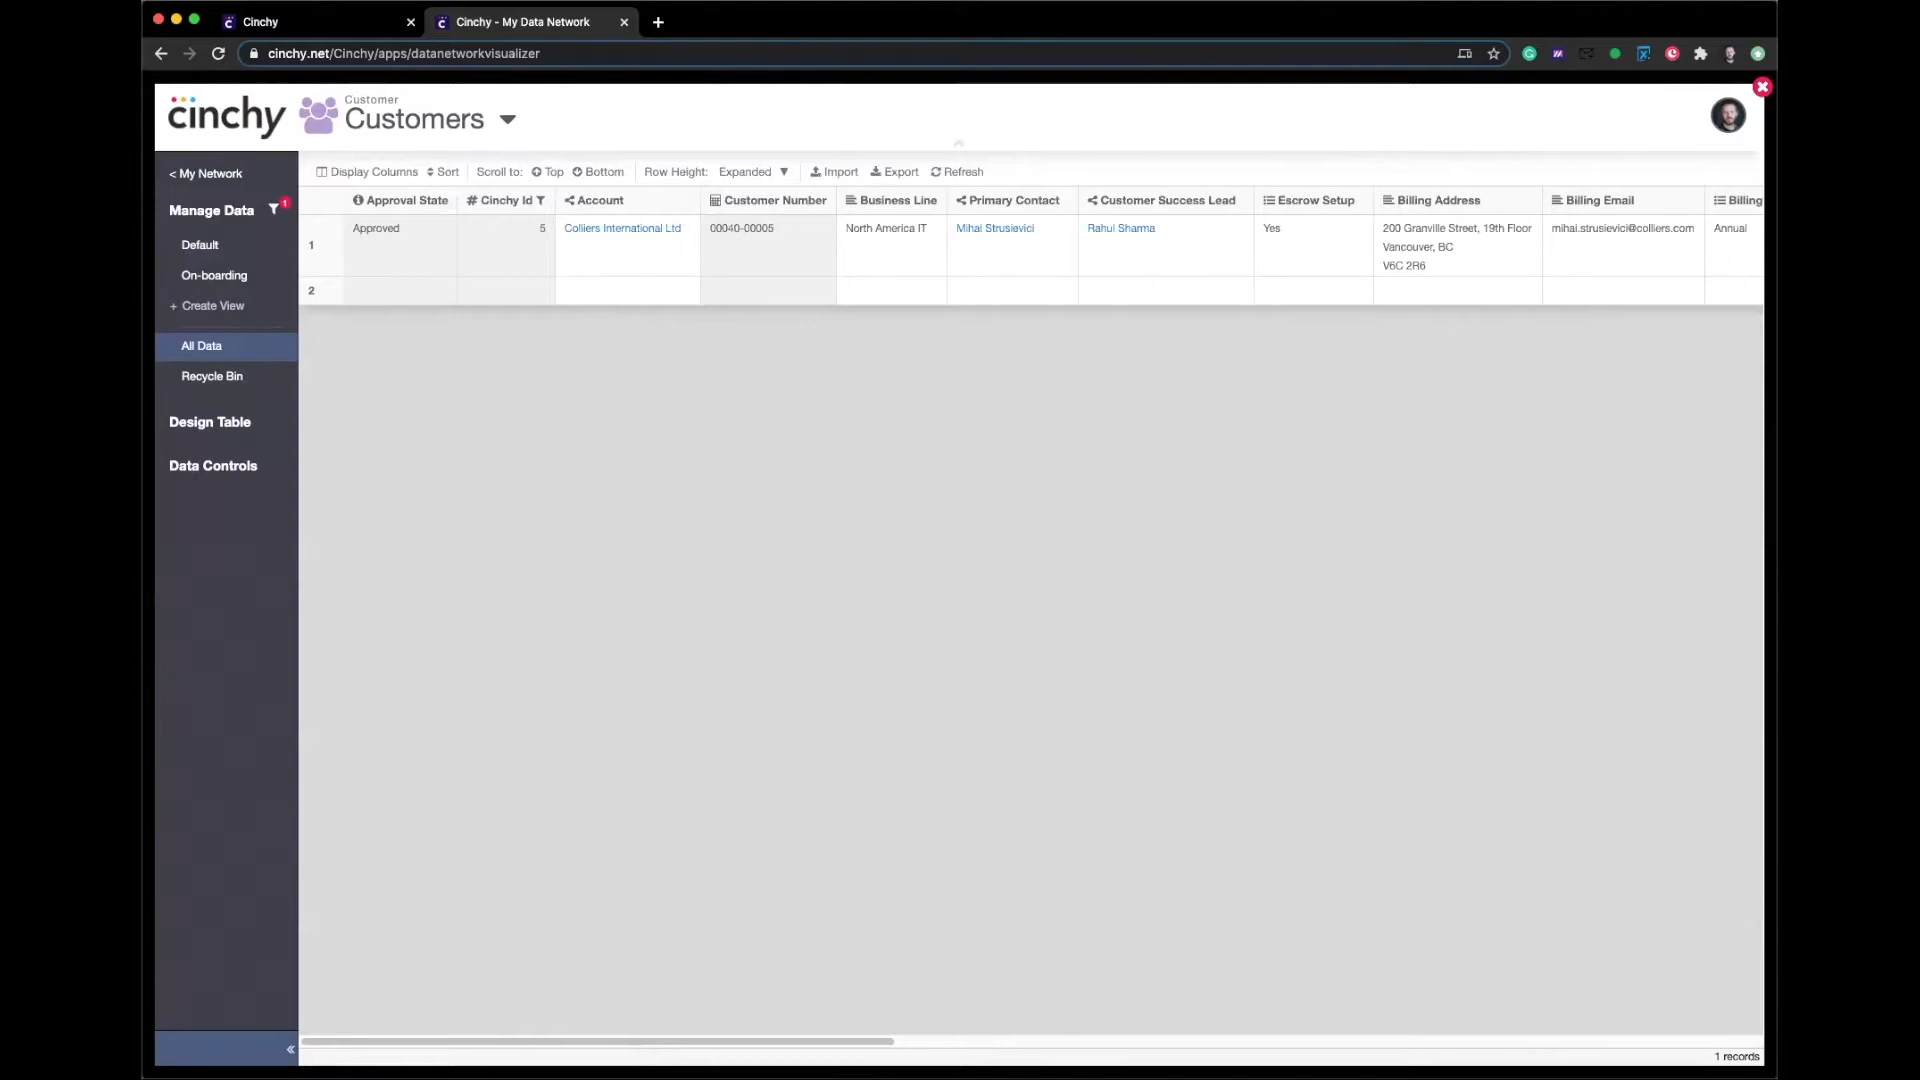 Cinchy
Cinchy - My Data Network
cinchy.net/Cinchy/apps/datanetworkvisualizer
cinchy
Customer
Customers
< My Network
Manage Data
1
Default
On-boarding
+ Create View
All Data
Recycle Bin
Design Table
Data Controls
Display Columns Sort Scroll to: Top Bottom Row Height: Expanded Import Export Refresh
Approval State # Cinchy Id Account Customer Number Business Line Primary Contact Customer Success Lead Escrow Setup Billing Address Billing Email Billing
1 Approved 5 Colliers International Ltd 00040-00005 North America IT Mihai Strusievici Rahul Sharma Yes 200 Granville Street, 19th Floor mihai.strusievici@colliers.com Annual
Vancouver, BC
V6C 2R6
2
«
1 records